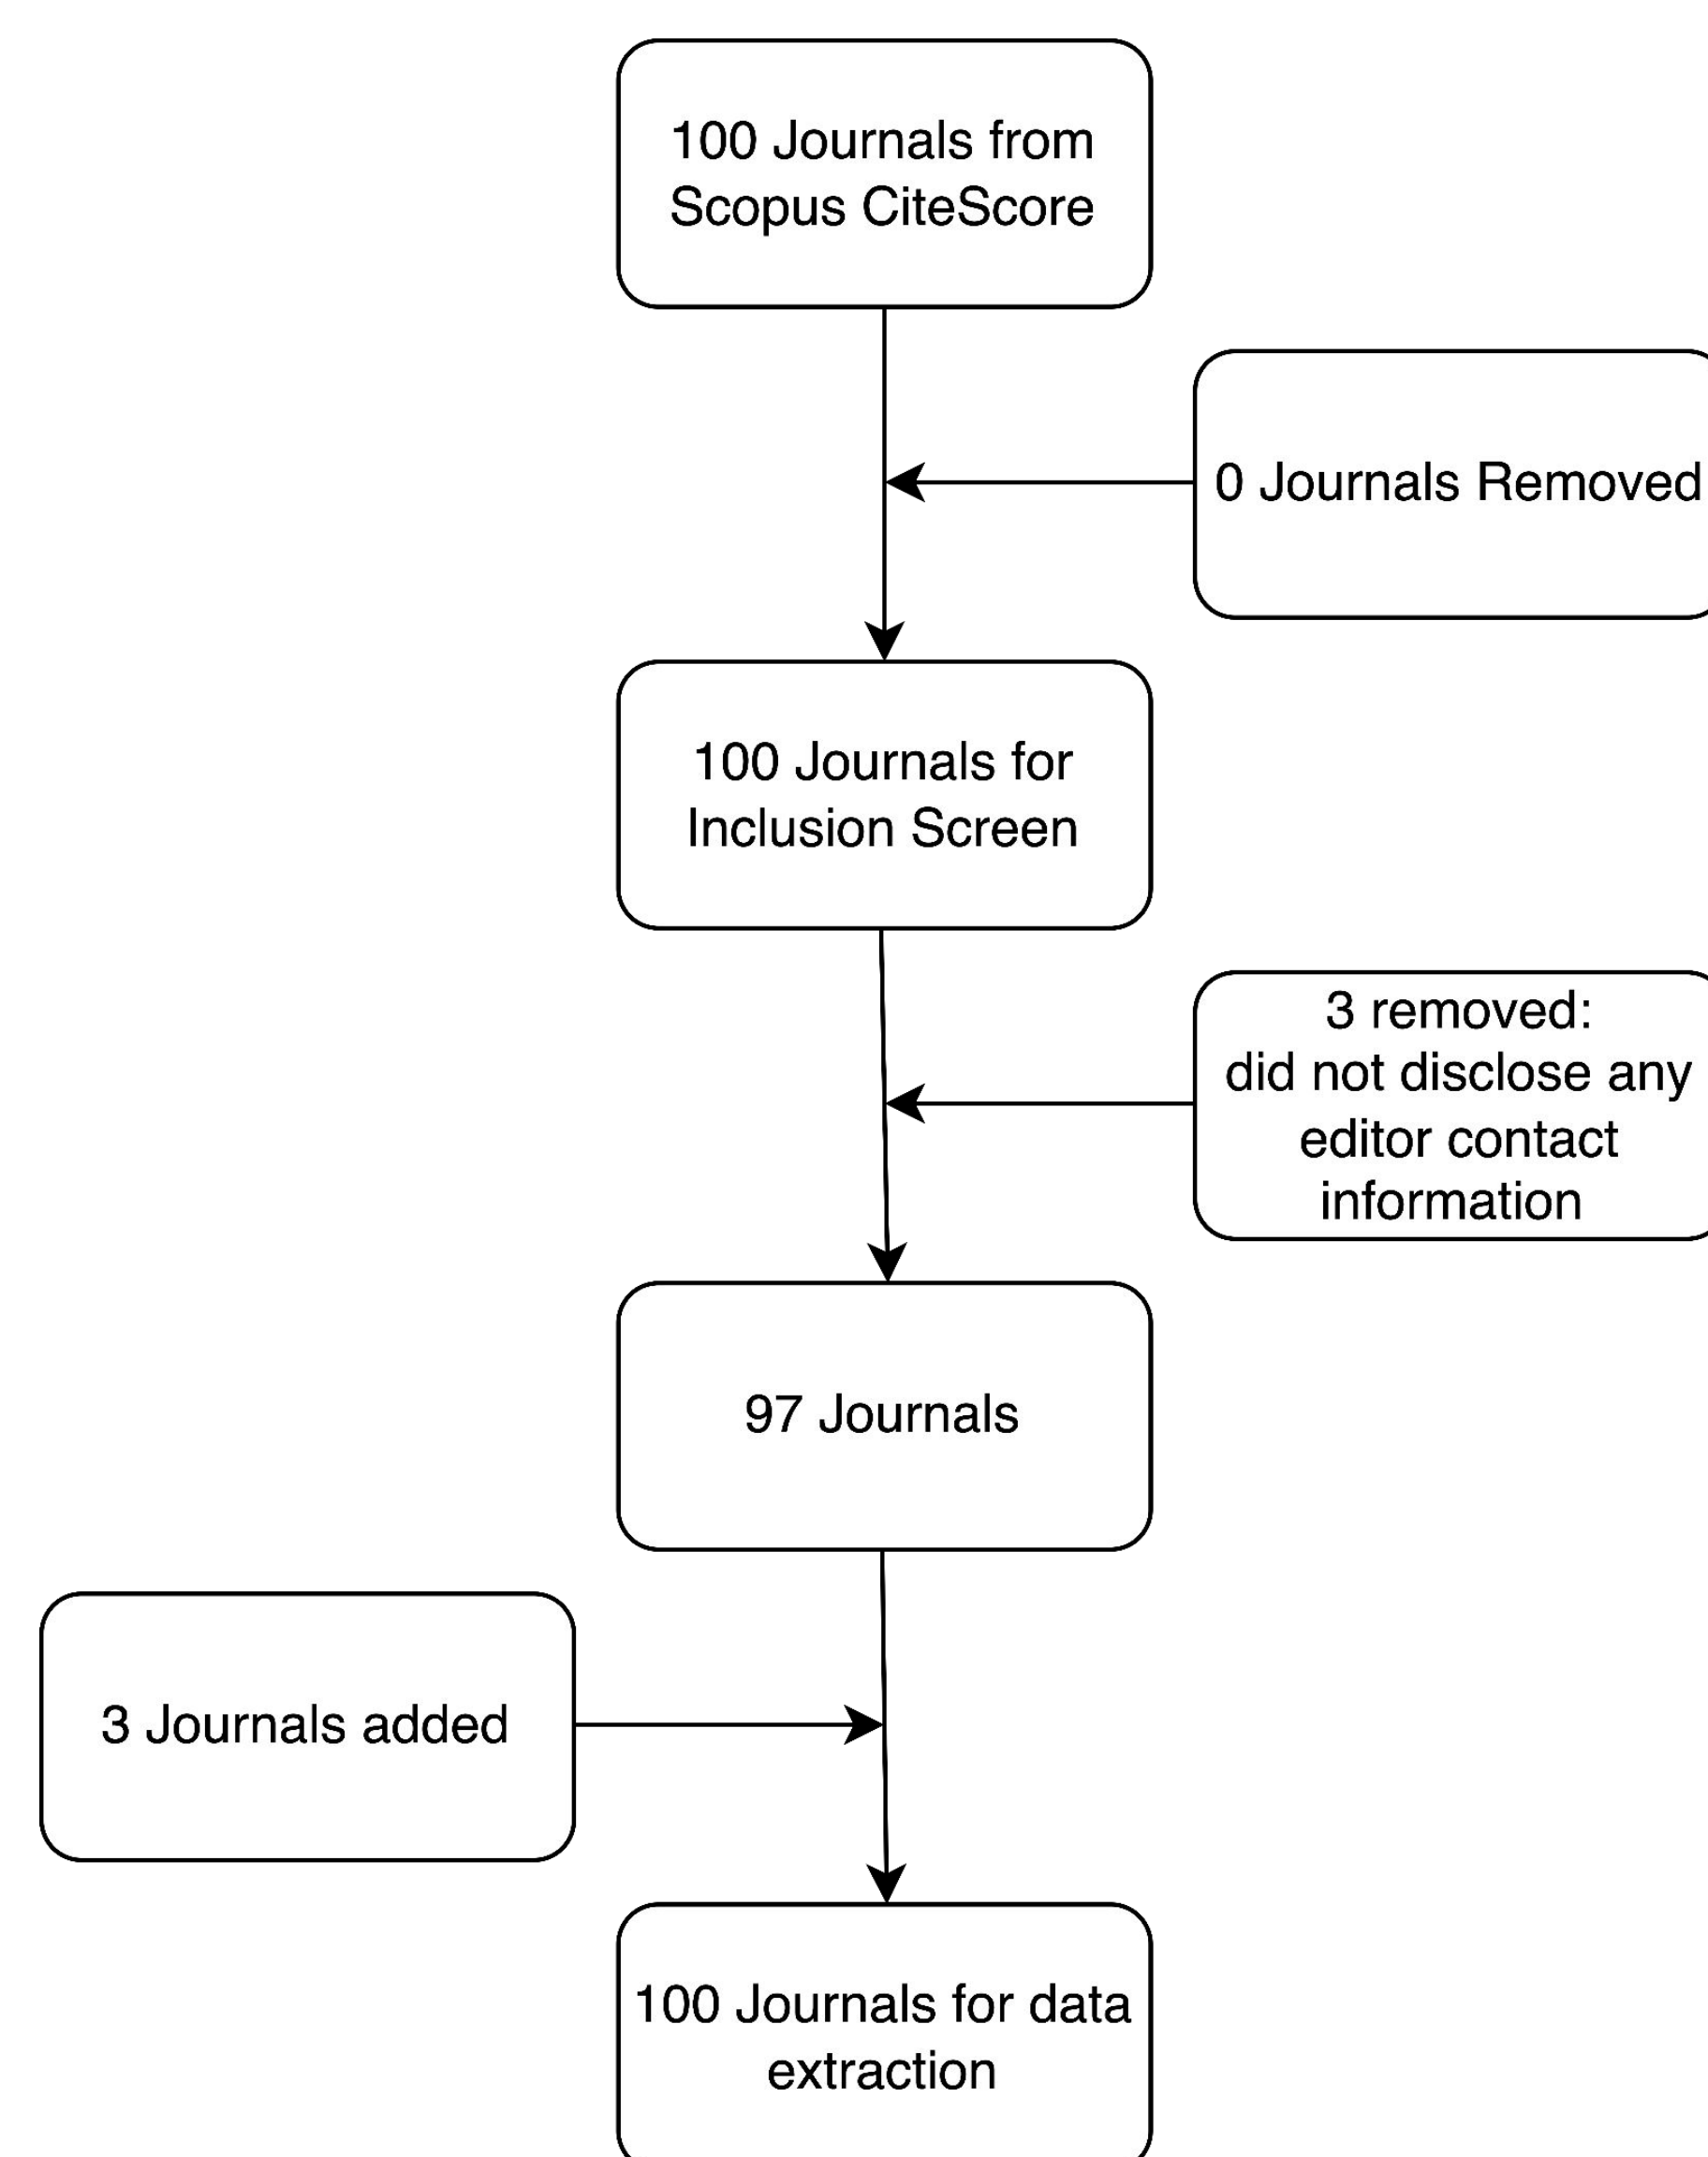 100 Journals from
Scopus CiteScore
0 Journals Removed
100 Journals for
Inclusion Screen
3 removed:
did not disclose any
editor contact
information
97 Journals
3 Journals added
100 Journals for data
extraction